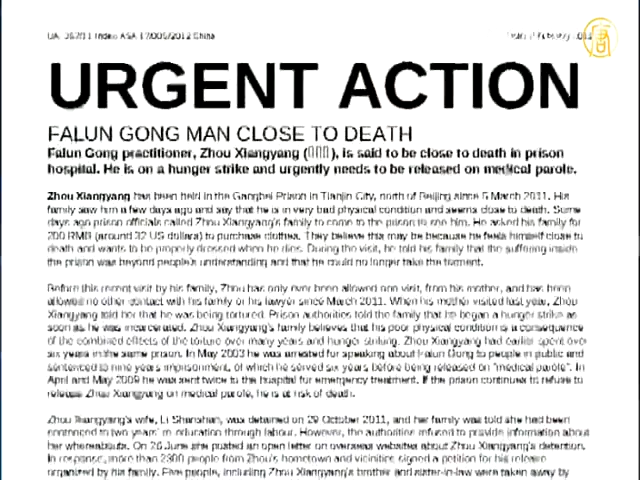 UA: 36/11 Index ASA 17/006/2012 China
URGENT ACTION
FALUN GONG MAN CLOSE TO DEATH
Falun Gong practitioner, Zhou Xiangyang (▯▯▯), is said to be close to death in prison
hospital. He is on a hunger strike and urgently needs to be released on medical parole.
Zhou Xiangyang has been held in the Gangbei Prison in Tianjin City, north of Beijing since 5 March 2011. His
family saw him a few days ago and say that he is in very bad physical condition and seems close to death. Some
days ago prison officials called Zhou Xiangyang's family to come to the prison to see him. He asked his family for
200 RMB (around 32 US dollars) to purchase clothes. They believe this may be because he feels himself close to
death and wants to be properly dressed when he dies. During the visit, he told his family that the suffering inside
the prison was beyond people's understanding and that he could no longer take the torment.
Before this recent visit by his family, Zhou has only ever been allowed one visit, from his mother, and has been
allowed no other contact with his family or his lawyer since March 2011. When his mother visited last year, Zhou
Xiangyang told her that he was being tortured. Prison authorities told the family that he began a hunger strike as
soon as he was incarcerated. Zhou Xiangyang's family believes that his poor physical condition is a consequence
of the combined effects of the torture over many years and hunger striking. Zhou Xiangyang had earlier spent over
six years in the same prison. In May 2003 he was arrested for speaking about Falun Gong to people in public and
sentenced to nine years imprisonment, of which he served six years before being released on "medical parole". In
April and May 2009 he was sent twice to the hospital for emergency treatment. If the prison continues to refuse to
release Zhou Xiangyang on medical parole, he is at risk of death.
Zhou Xiangyang's wife, Li Shanshan, was detained on 29 October 2011, and her family was told she had been
sentenced to two years' re-education through labour. However, the authorities refused to provide information about
her whereabouts. On 26 June she posted an open letter on overseas websites about Zhou Xiangyang's detention.
In response, more than 2300 people from Zhou's hometown and vicinities signed a petition for his release
organized by his family. Five people, including Zhou Xiangyang's brother and sister-in-law were taken away by